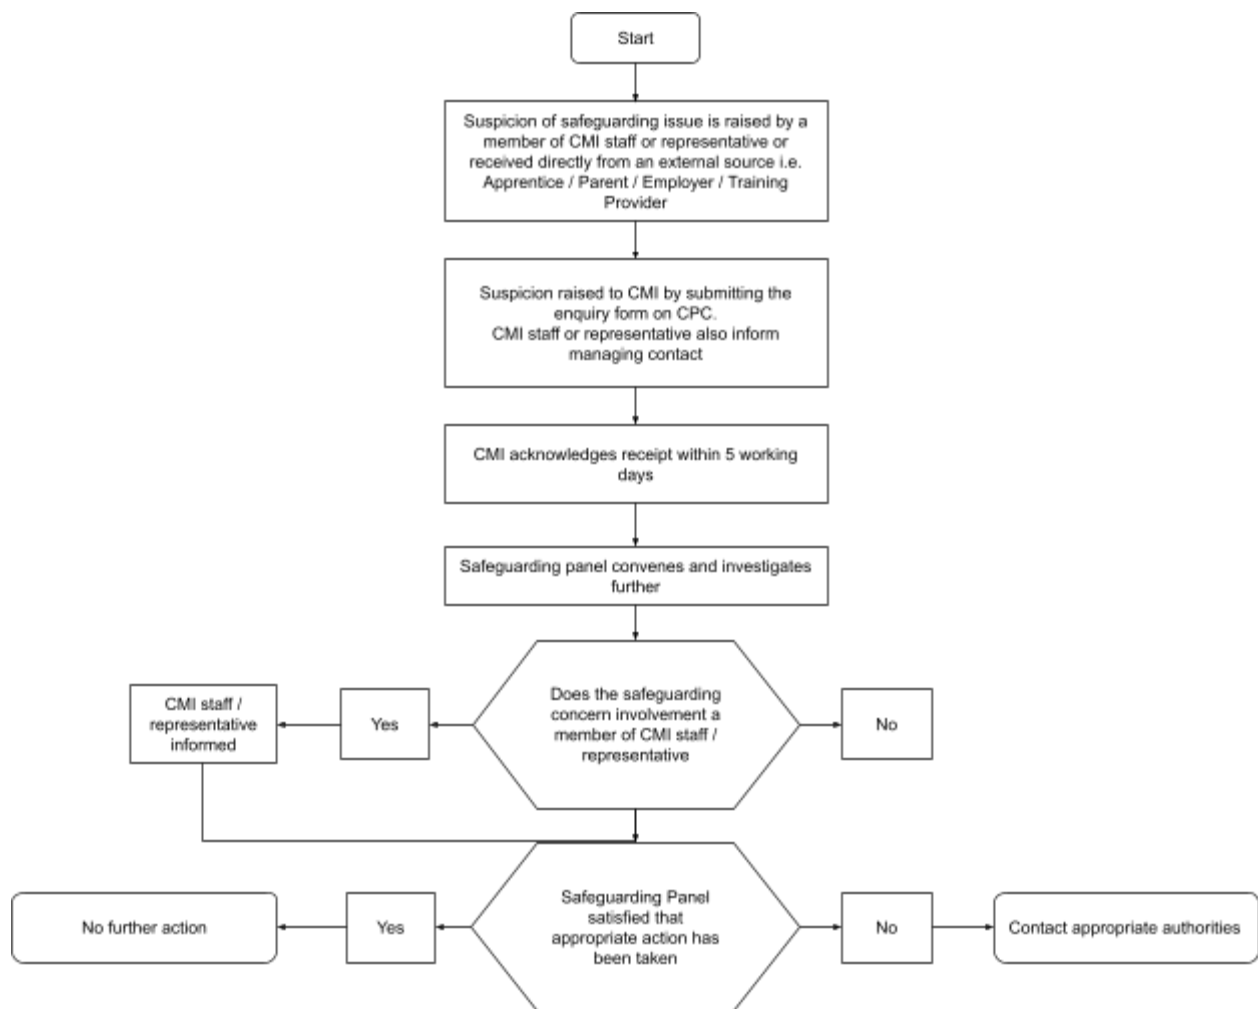 Start
Suspicion of safeguarding issue is raised by a
member of CMI staff or representative or
received directly from an external source i.e.
Apprentice / Parent / Employer / Training
Provider
Suspicion raised to CMI by submitting the
enquiry form on CPC.
CMI staff or representative also inform
managing contact
CMI acknowledges receipt within 5 working
days
Safeguarding panel convenes and investigates
further
CMI staff /
representative
informed
Yes
Does the safeguarding
concern involvement a
member of CMI staff /
representative
No
No further action
Yes
Safeguarding Panel
satisfied that
appropriate action has
been taken
No
Contact appropriate authorities